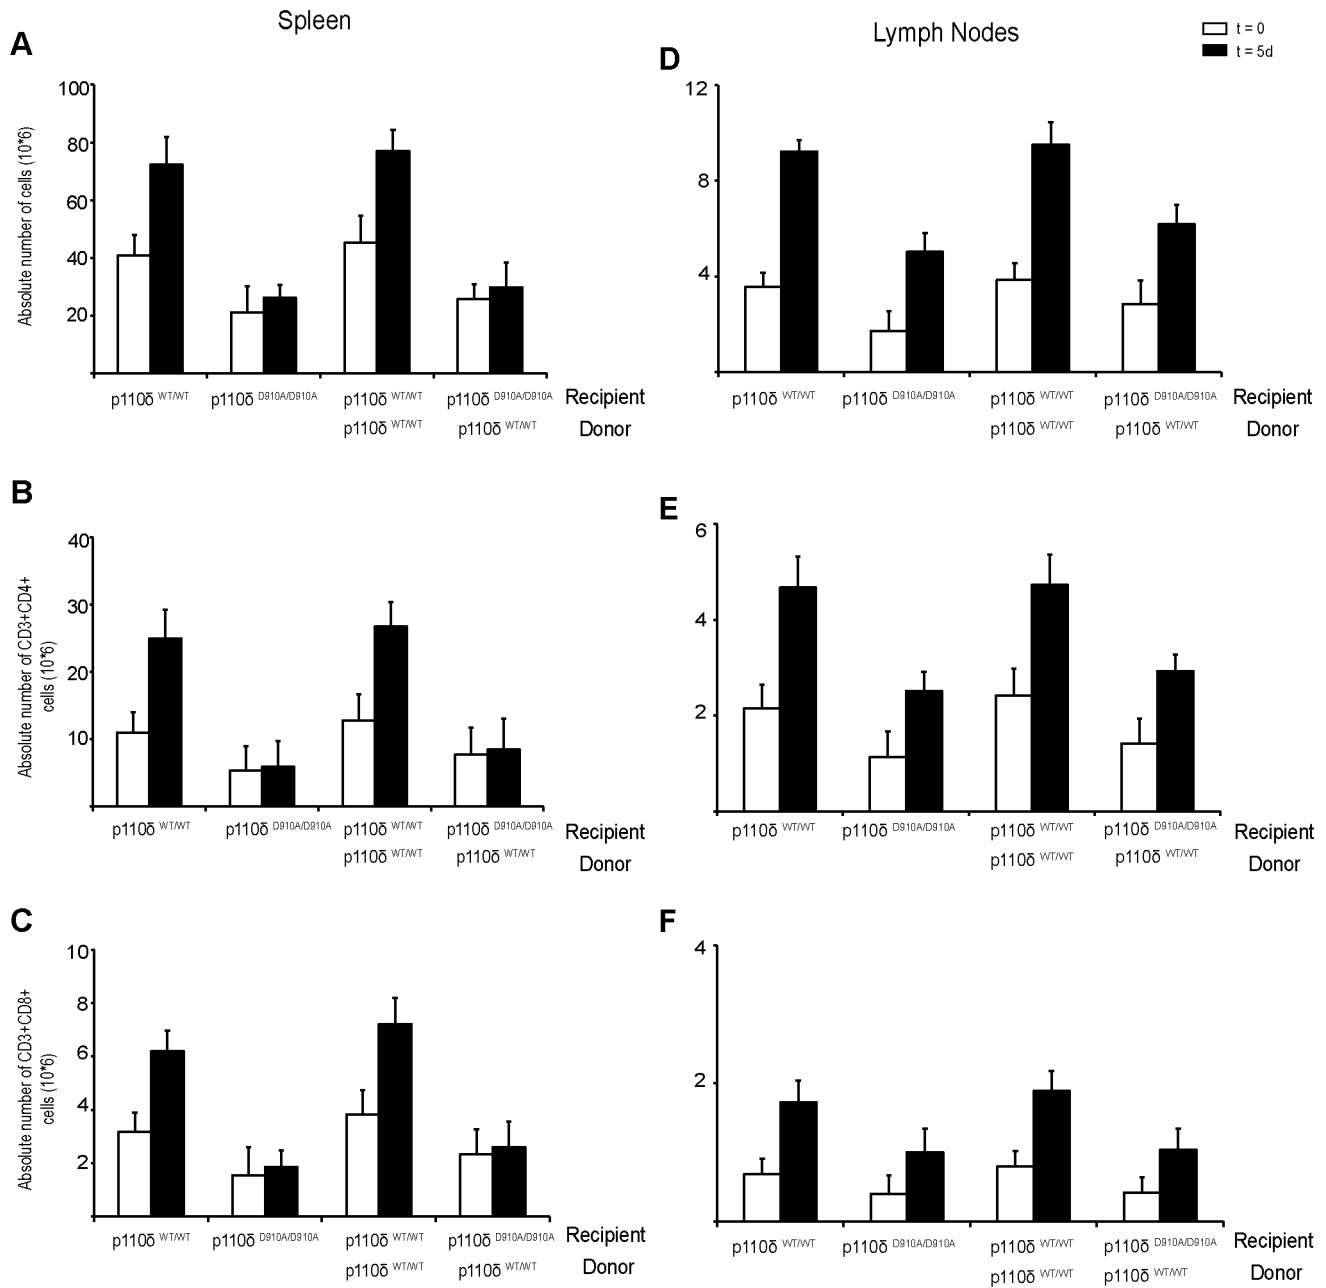 Spleen
Lymph Nodes
t = 0
t = 5d
A
Absolute number of cells (10*6)
100
80
60
40
20
p110δ WT/WT
p110δ D910A/D910A
p110δ WT/WT
p110δ D910A/D910A
Recipient
p110δ WT/WT
p110δ WT/WT
Donor
D
12
8
4
p110δ WT/WT
p110δ D910A/D910A
p110δ WT/WT
p110δ D910A/D910A
Recipient
p110δ WT/WT
p110δ WT/WT
Donor
B
Absolute number of CD3+CD4+
cells (10*6)
40
30
20
10
p110δ WT/WT
p110δ D910A/D910A
p110δ WT/WT
p110δ D910A/D910A
Recipient
p110δ WT/WT
p110δ WT/WT
Donor
E
6
4
2
p110δ WT/WT
p110δ D910A/D910A
p110δ WT/WT
p110δ D910A/D910A
Recipient
p110δ WT/WT
p110δ WT/WT
Donor
C
Absolute number of CD3+CD8+
cells (10*6)
10
8
6
4
2
p110δ WT/WT
p110δ D910A/D910A
p110δ WT/WT
p110δ D910A/D910A
Recipient
p110δ WT/WT
p110δ WT/WT
Donor
F
4
2
p110δ WT/WT
p110δ D910A/D910A
p110δ WT/WT
p110δ D910A/D910A
Recipient
p110δ WT/WT
p110δ WT/WT
Donor